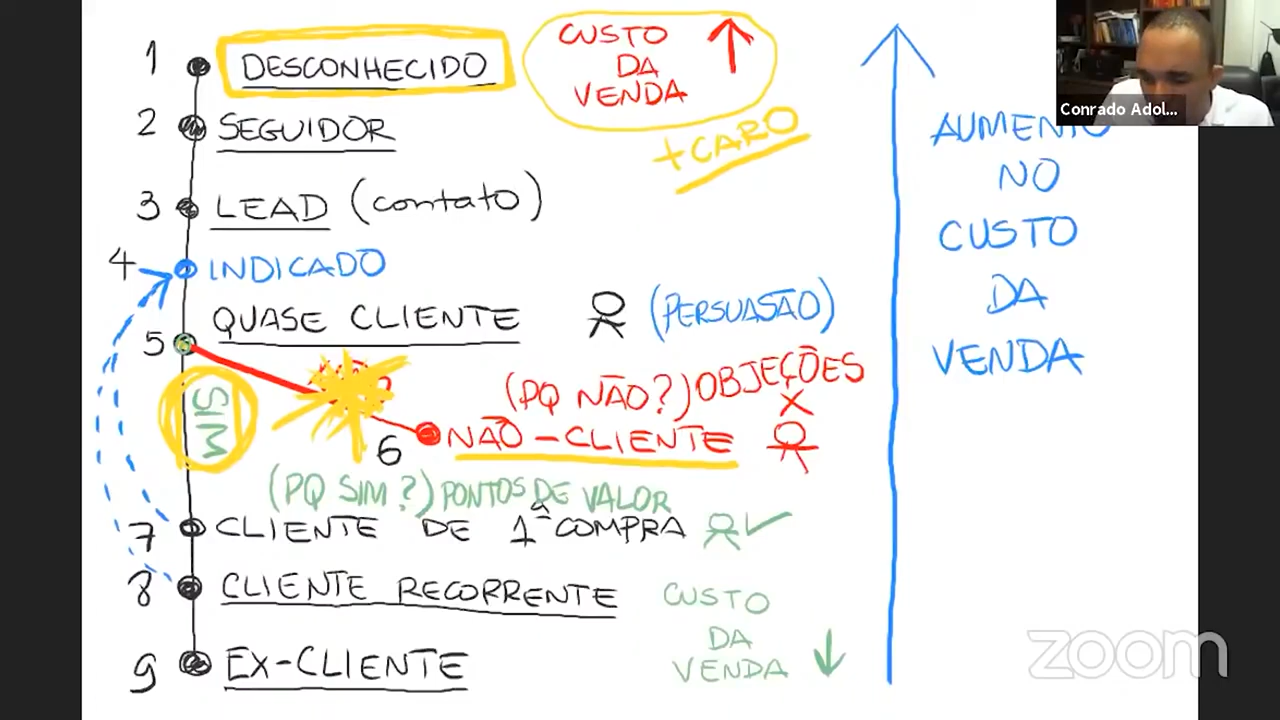 1 DESCONHECIDO
CUSTO
DA
VENDA
+ CARO
2 SEGUIDOR
3 LEAD (contato)
4 INDICADO
5 QUASE CLIENTE (PERSUASÃO)
SIM
(PQ NÃO?) OBJEÇÕES
6 NÃO-CLIENTE
(PQ SIM?) PONTOS DE VALOR
7 CLIENTE DE 1ª COMPRA
8 CLIENTE RECORRENTE
9 EX-CLIENTE
CUSTO
DA
VENDA
AUMENTO
NO
CUSTO
DA
VENDA
Conrado Adol...
zoom